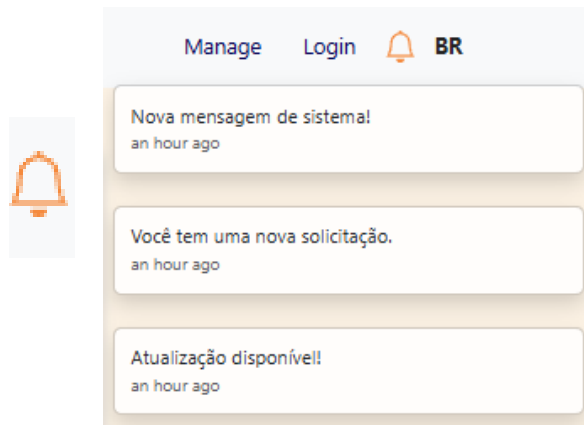 Manage Login BR
Nova mensagem de sistema!
an hour ago
Você tem uma nova solicitação.
an hour ago
Atualização disponível!
an hour ago